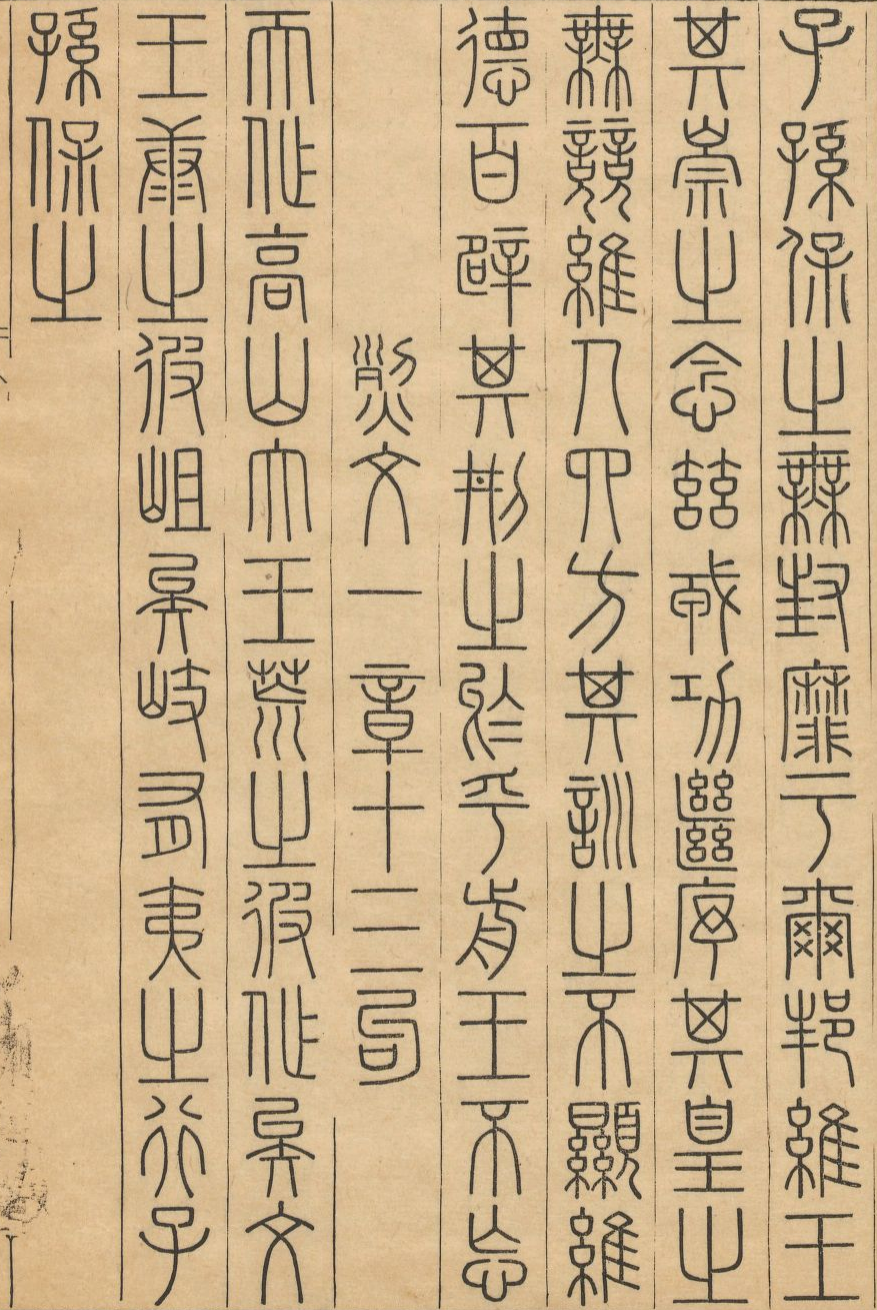 子孫保之無封靡于爾邦維王
其崇之念茲戎功繼序其皇之
無競維人四方其訓之不顯維
德百辟其刑之於乎前王不忘
烈文一章十三句
天作高山大王荒之彼作矣文
王康之彼岨矣岐有夷之行子
孫保之